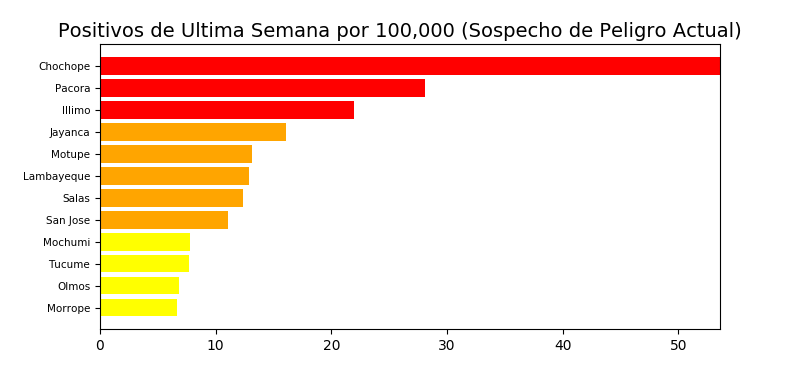 Positivos de Ultima Semana por 100,000 (Sospecho de Peligro Actual)
Chochope
Pacora
Illimo
Jayanca
Motupe
Lambayeque
Salas
San Jose
Mochumi
Tucume
Olmos
Morrope
0 10 20 30 40 50